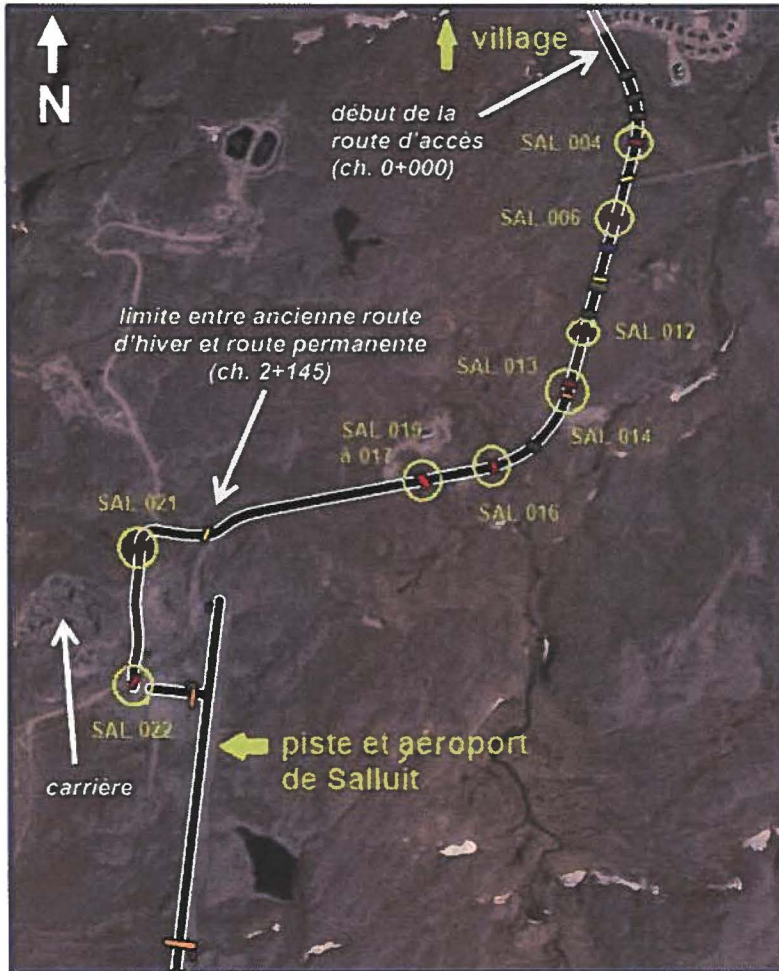 village
N
début de la
route d'accès
(ch. 0+000)
SAL 004
SAL 006
limite entre ancienne route
d'hiver et route permanente
(ch. 2+145)
SAL 012
SAL 013
SAL 019
à 017
SAL 014
SAL 021
SAL 016
SAL 022
piste et aéroport
de Salluit
carrière